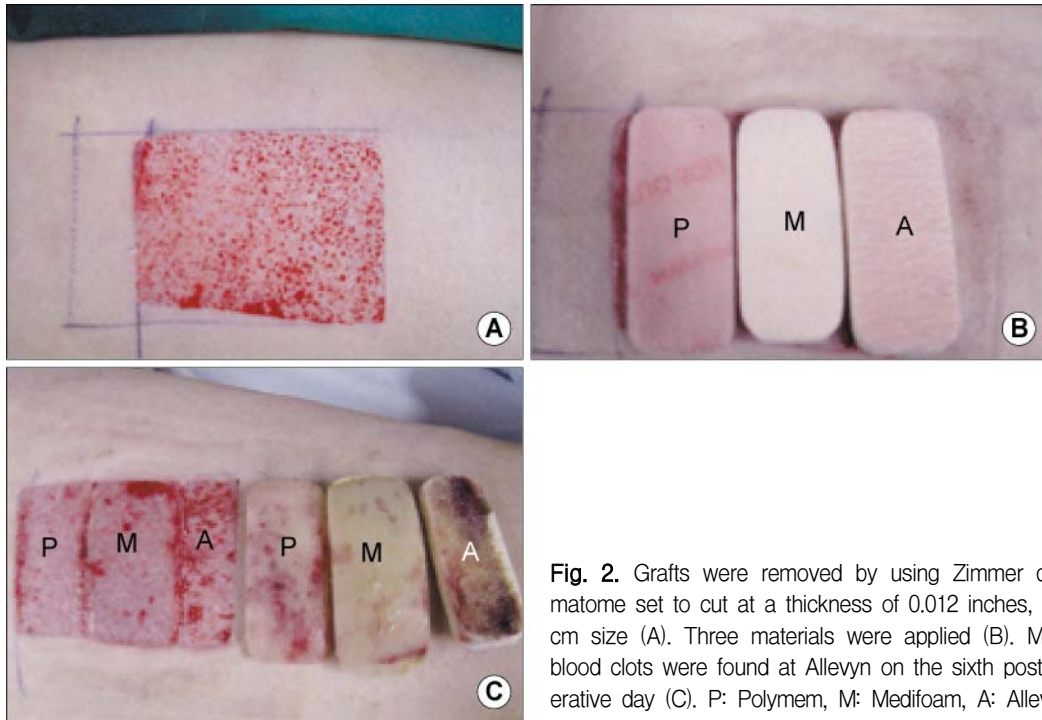 A
P
M
A
B
P
M
A
P
M
A
C
Fig. 2. Grafts were removed by using Zimmer
matome set to cut at a thickness of 0.012 inches,
cm size (A). Three materials were applied (B).
blood clots were found at Allevyn on the sixth
erative day (C). P: Polymem, M: Medifoam, A: